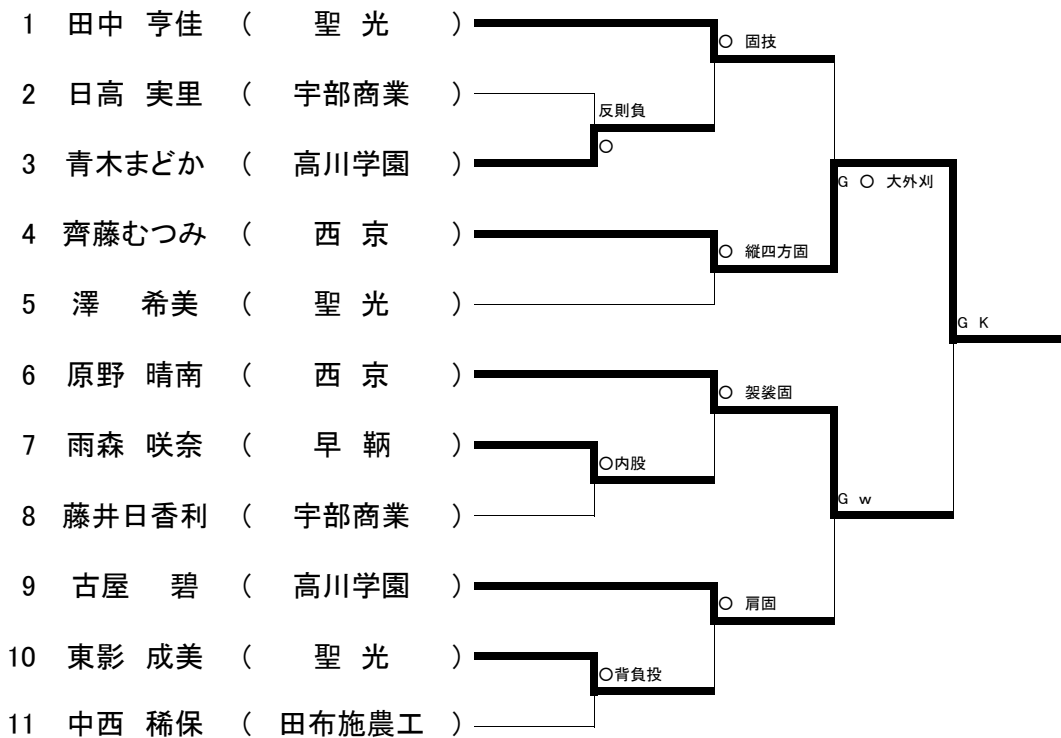 1 田中 亨佳 ( 聖 光 )
○ 固技
2 日高 実里 ( 宇部商業 )
反則負
○
3 青木まどか ( 高川学園 )
G ○ 大外刈
4 齊藤むつみ ( 西 京 )
○ 縦四方固
5 澤 希美 ( 聖 光 )
G K
6 原野 晴南 ( 西 京 )
○ 袈裟固
7 雨森 咲奈 ( 早 鞆 )
○内股
8 藤井日香利 ( 宇部商業 )
G w
9 古屋 碧 ( 高川学園 )
○ 肩固
10 東影 成美 ( 聖 光 )
○背負投
11 中西 稀保 ( 田布施農工 )